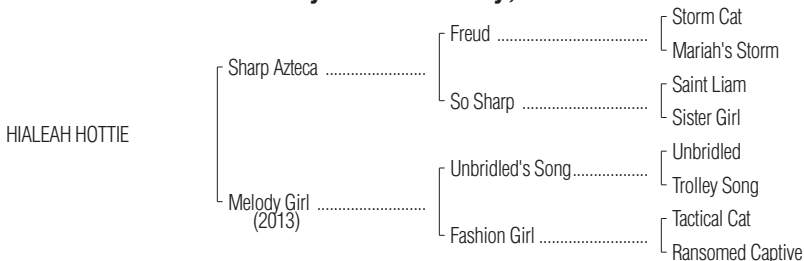 Storm Cat
Freud ..........................................
Mariah's Storm
Sharp Azteca ............................
Saint Liam
So Sharp ...................................
Sister Girl
HIALEAH HOTTIE
Unbridled
Unbridled's Song.....................
Trolley Song
Melody Girl ..............................
(2013)
Tactical Cat
Fashion Girl ..............................
Ransomed Captive